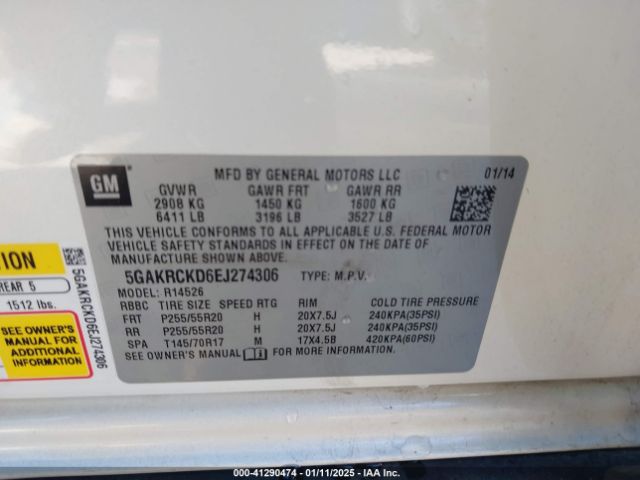 GM
MFD BY GENERAL MOTORS LLC 01/14
GVWR GAWR FRT GAWR RR
2908 KG 1450 KG 1600 KG
6411 LB 3196 LB 3527 LB
THIS VEHICLE CONFORMS TO ALL APPLICABLE U.S. FEDERAL MOTOR
VEHICLE SAFETY STANDARDS IN EFFECT ON THE DATE OF
MANUFACTURE SHOWN ABOVE.
5GAKRCKD6EJ274306 TYPE: M.P.V.
MODEL: R14526
RBBC TIRE SIZE SPEED RTG RIM COLD TIRE PRESSURE
FRT P255/55R20 H 20X7.5J 240KPA(35PSI)
RR P255/55R20 H 20X7.5J 240KPA(35PSI)
SPA T145/70R17 M 17X4.5B 420KPA(60PSI)
SEE OWNER'S MANUAL FOR MORE INFORMATION.
REAR 5
1512 lbs.
SEE OWNER'S
MANUAL FOR
ADDITIONAL
INFORMATION
5GAKRCKD6EJ274306
000-41290474 - 01/11/2025 - IAA Inc.